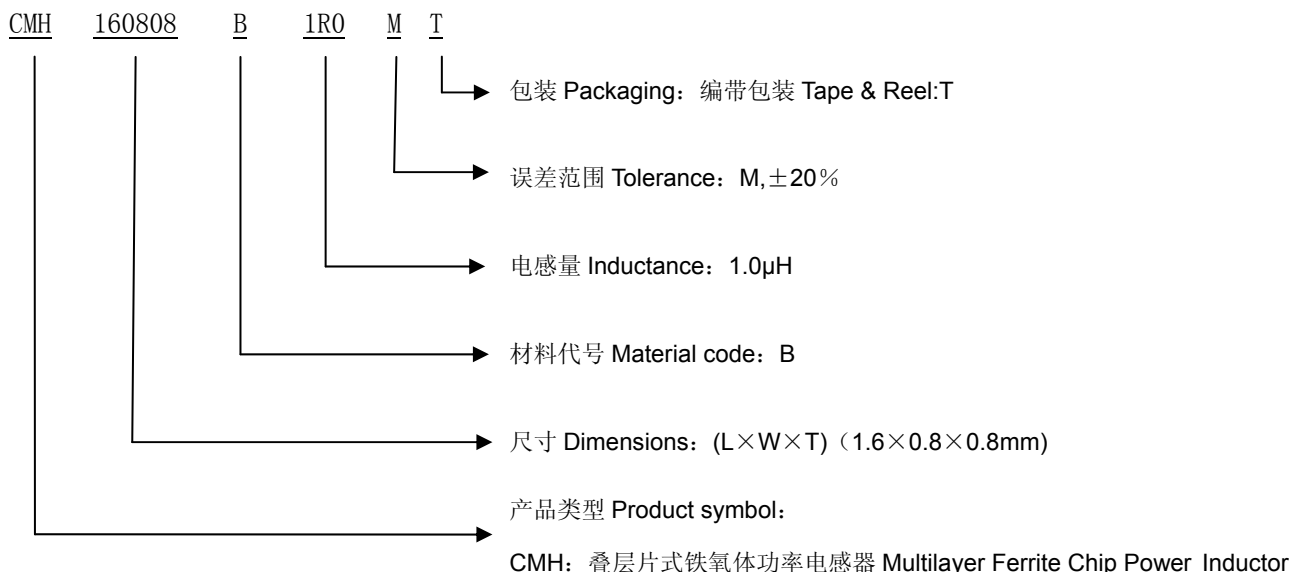 CMH 160808 B 1R0 M T
包装 Packaging：编带包装 Tape & Reel:T
误差范围 Tolerance：M,±20％
电感量 Inductance：1.0μH
材料代号 Material code：B
尺寸 Dimensions：(L×W×T)（1.6×0.8×0.8mm)
产品类型 Product symbol：
CMH：叠层片式铁氧体功率电感器 Multilayer Ferrite Chip Power Inductor